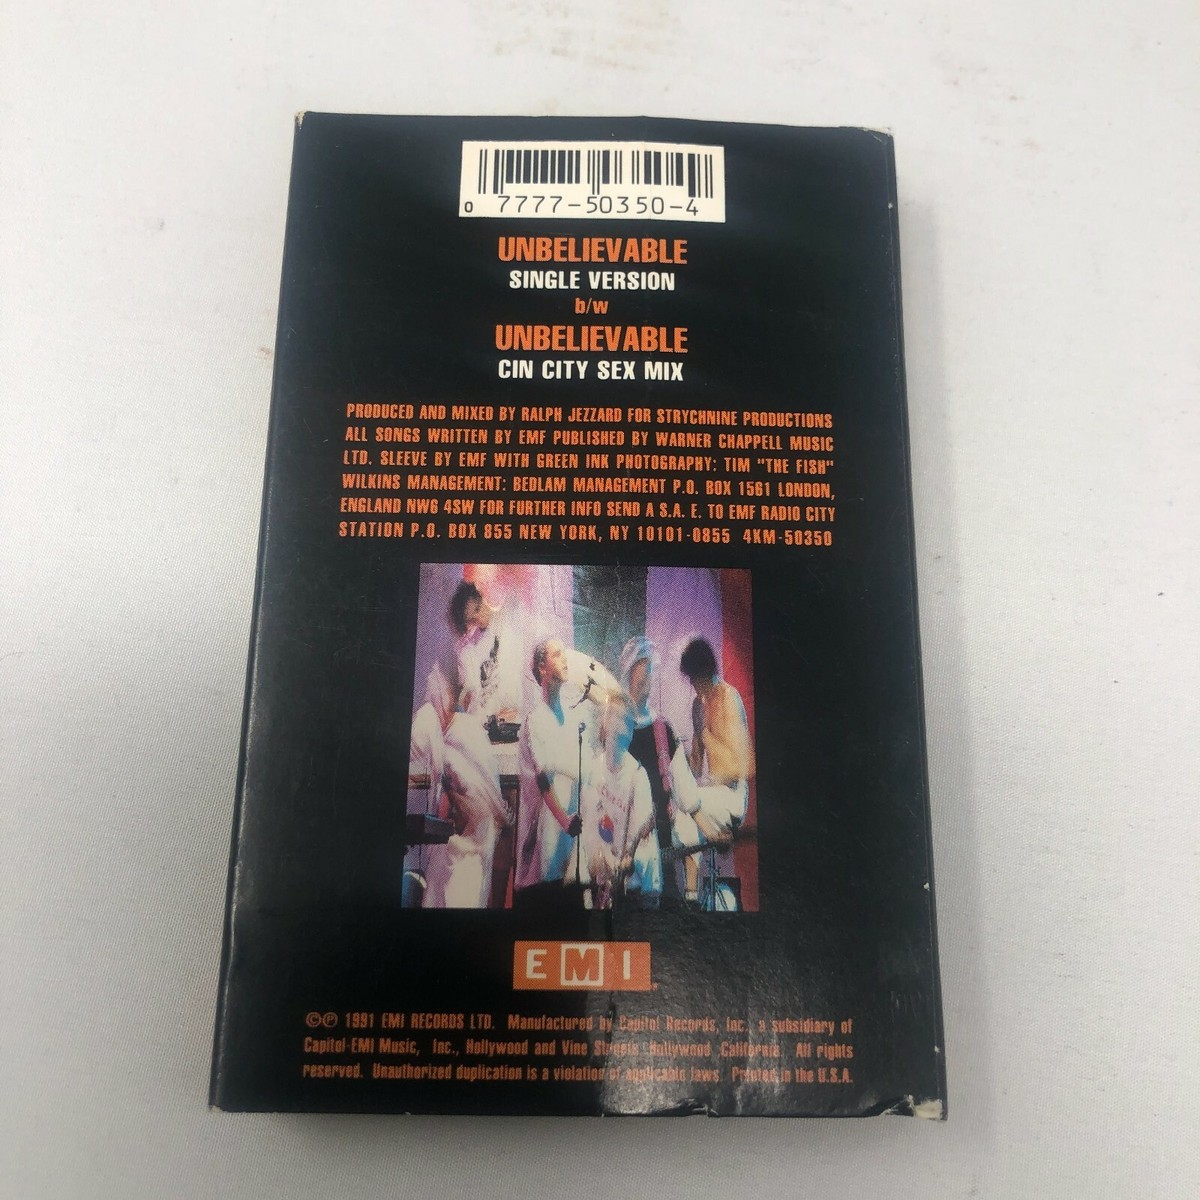 0 7777-50350-4
UNBELIEVABLE
SINGLE VERSION
b/w
UNBELIEVABLE
CIN CITY SEX MIX
PRODUCED AND MIXED BY RALPH JEZZARD FOR STRYCHNINE PRODUCTIONS
ALL SONGS WRITTEN BY EMF PUBLISHED BY WARNER CHAPPELL MUSIC
LTD. SLEEVE BY EMF WITH GREEN INK PHOTOGRAPHY: TIM "THE FISH"
WILKINS MANAGEMENT: BEDLAM MANAGEMENT P.O. BOX 1561 LONDON,
ENGLAND NW6 4SW FOR FURTHER INFO SEND A S.A. E. TO EMF RADIO CITY
STATION P.O. BOX 855 NEW YORK, NY 10101-0855 4KM-50350
EMI
©℗ 1991 EMI RECORDS LTD. Manufactured by Capitol Records, Inc., a subsidiary of
Capitol-EMI Music, Inc., Hollywood and Vine Streets, Hollywood, California. All rights
reserved. Unauthorized duplication is a violation of applicable laws. Printed in the U.S.A.